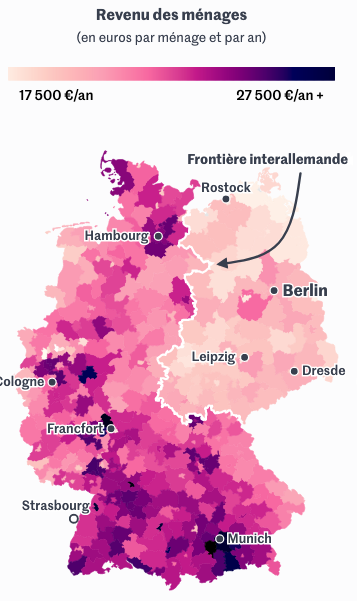 Revenu des ménages
(en euros par ménage et par an)
17 500 €/an
27 500 €/an +
Frontière interallemande
Rostock
Hambourg
Berlin
Leipzig
Dresde
Cologne
Francfort
Strasbourg
Munich